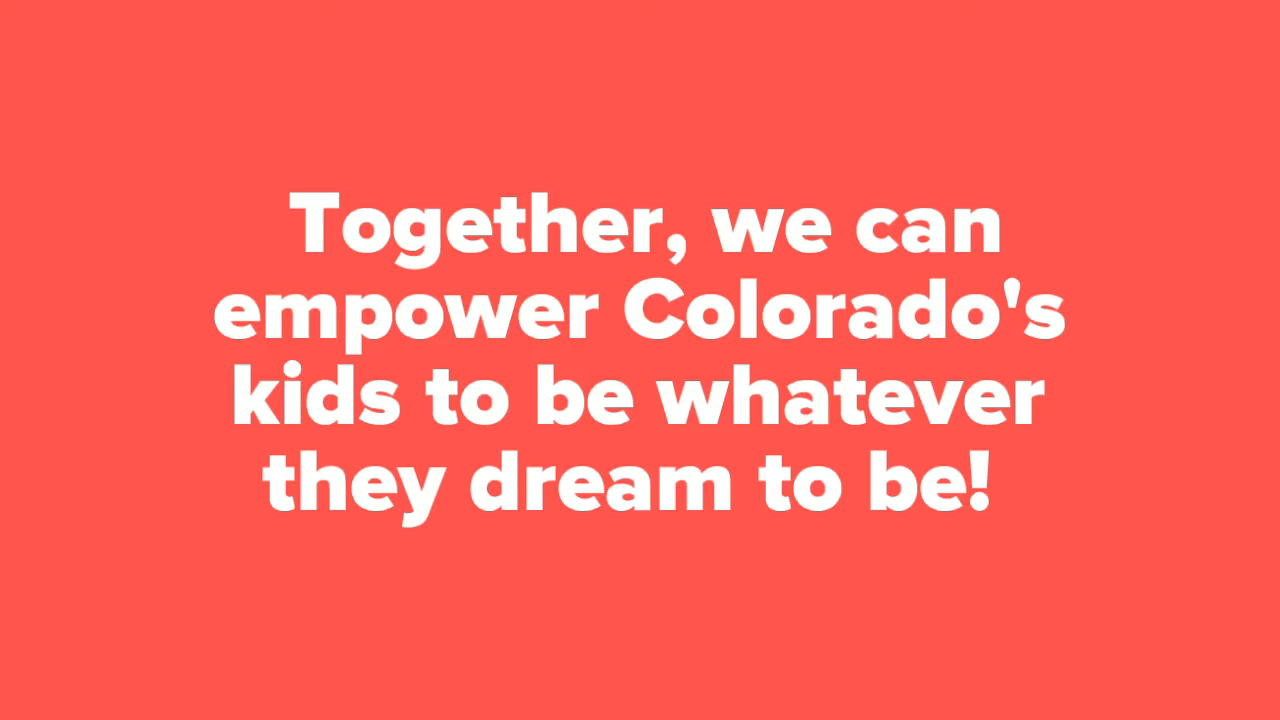 Together, we can
empower Colorado's
kids to be whatever
they dream to be!